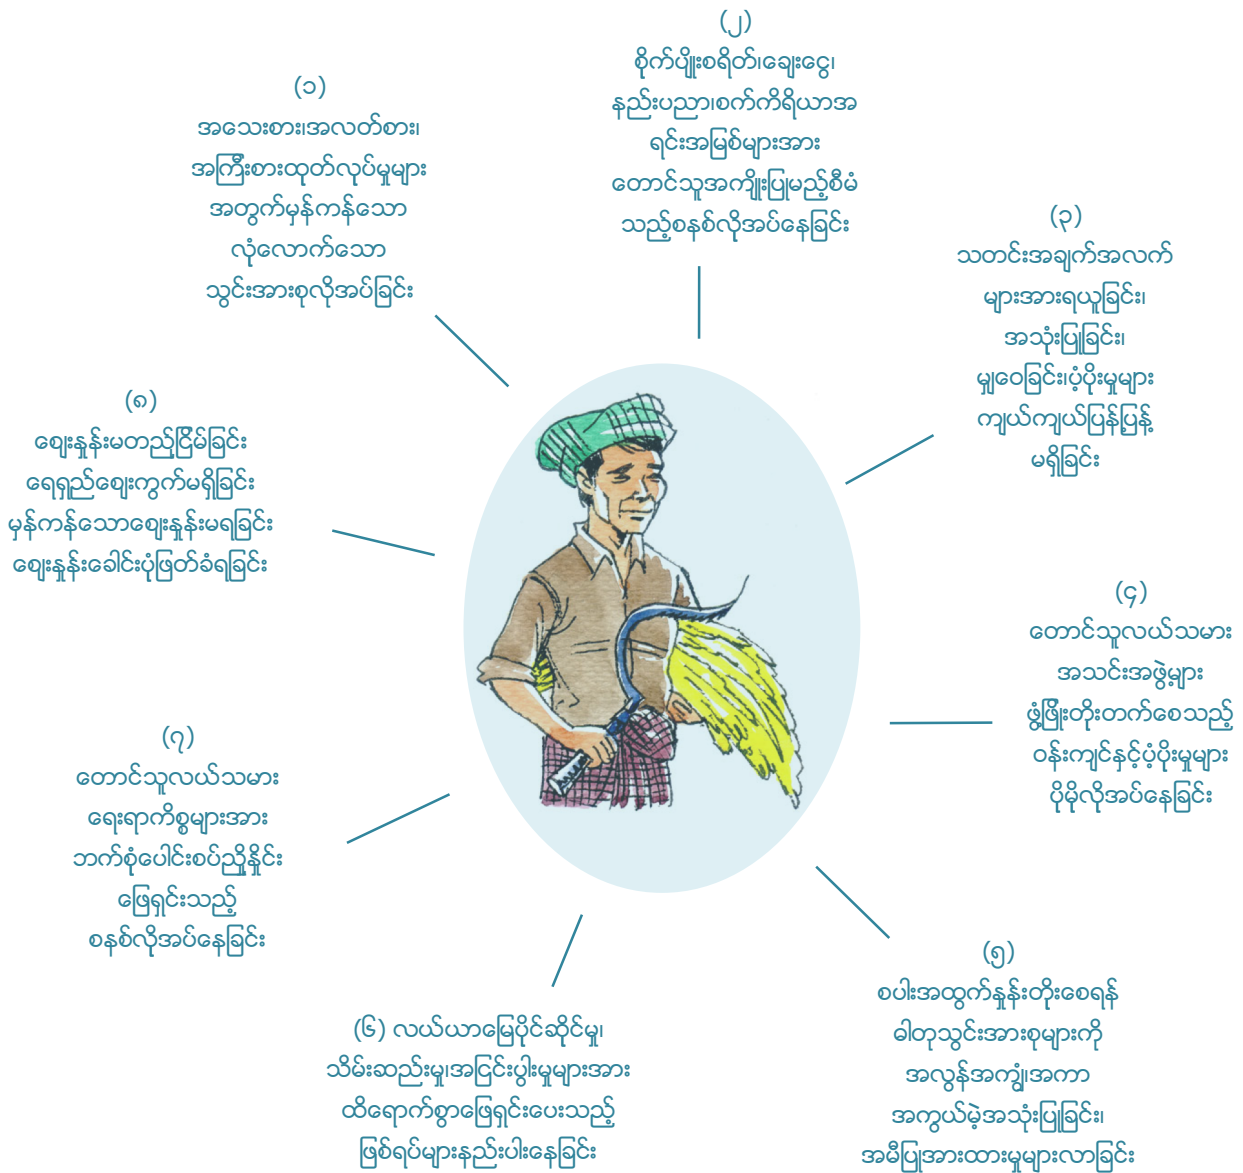 (၁)
အသေးစား၊အလတ်စား၊
အကြီးစားထုတ်လုပ်မှုများ
အတွက်မှန်ကန်သော
လုံလောက်သော
သွင်းအားစုလိုအပ်ခြင်း
(၂)
စိုက်ပျိုးစရိတ်၊ချေးငွေ၊
နည်းပညာ၊စက်ကိရိယာအ
ရင်းအမြစ်များအား
တောင်သူအကျိုးပြုမည့်စီမံ
သည့်စနစ်လိုအပ်နေခြင်း
(၃)
သတင်းအချက်အလက်
များအားရယူခြင်း၊
အသုံးပြုခြင်း၊
မျှဝေခြင်း၊ပံ့ပိုးမှုများ
ကျယ်ကျယ်ပြန်ပြန့်
မရှိခြင်း
(၄)
တောင်သူလယ်သမား
အသင်းအဖွဲ့များ
ဖွံ့ဖြိုးတိုးတက်စေသည့်
ဝန်းကျင်နှင့်ပံ့ပိုးမှုများ
ပိုမိုလိုအပ်နေခြင်း
(၅)
စပါးအထွက်နှုန်းတိုးစေရန်
ဓါတုသွင်းအားစုများကို
အလွန်အကျွံ၊အကာ
အကွယ်မဲ့အသုံးပြုခြင်း၊
အမီပြုအားထားမှုများလာခြင်း
(၆) လယ်ယာမြေပိုင်ဆိုင်မှု၊
သိမ်းဆည်းမှု၊အငြင်းပွါးမှုများအား
ထိရောက်စွာဖြေရှင်းပေးသည့်
ဖြစ်ရပ်များနည်းပါးနေခြင်း
(၇)
တောင်သူလယ်သမား
ရေးရာကိစ္စများအား
ဘက်စုံပေါင်းစပ်ညှိုနှိုင်း
ဖြေရှင်းသည့်
စနစ်လိုအပ်နေခြင်း
(၈)
စျေးနှုန်းမတည်ငြိမ်ခြင်း
ရေရှည်စျေးကွက်မရှိခြင်း
မှန်ကန်သောစျေးနှုန်းမရခြင်း
စျေးနှုန်းခေါင်းပုံဖြတ်ခံရခြင်း